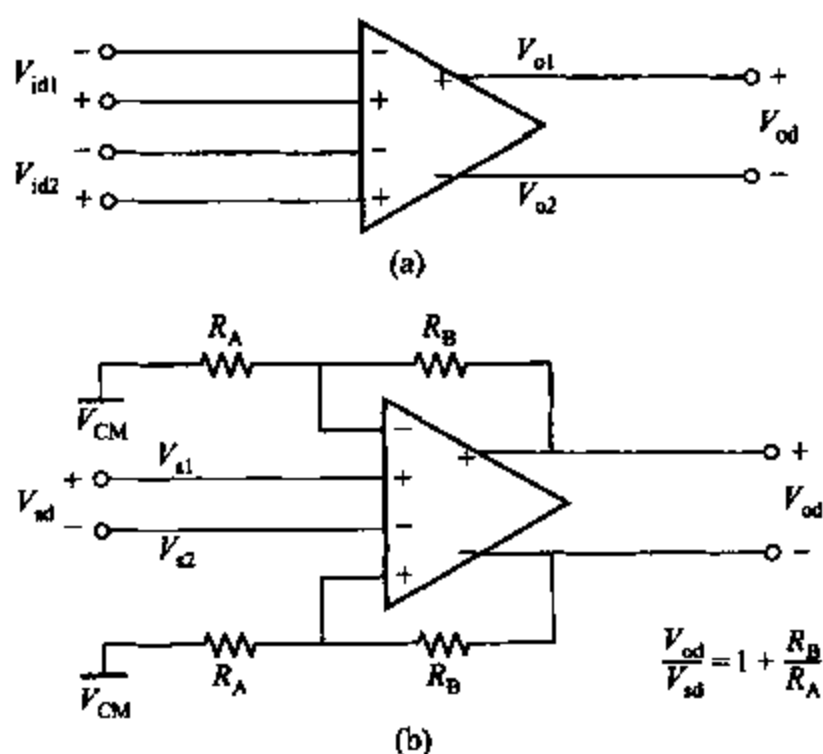 − − V_o1
V_id1 + + + +
− − V_od
V_id2 + + − −
V_o2
(a)
R_A R_B
V_CM −
+ V_s1 + + +
V_sd V_od
− V_s2 − − −
+
R_A R_B V_od/V_sd = 1 + R_B/R_A
V_CM
(b)